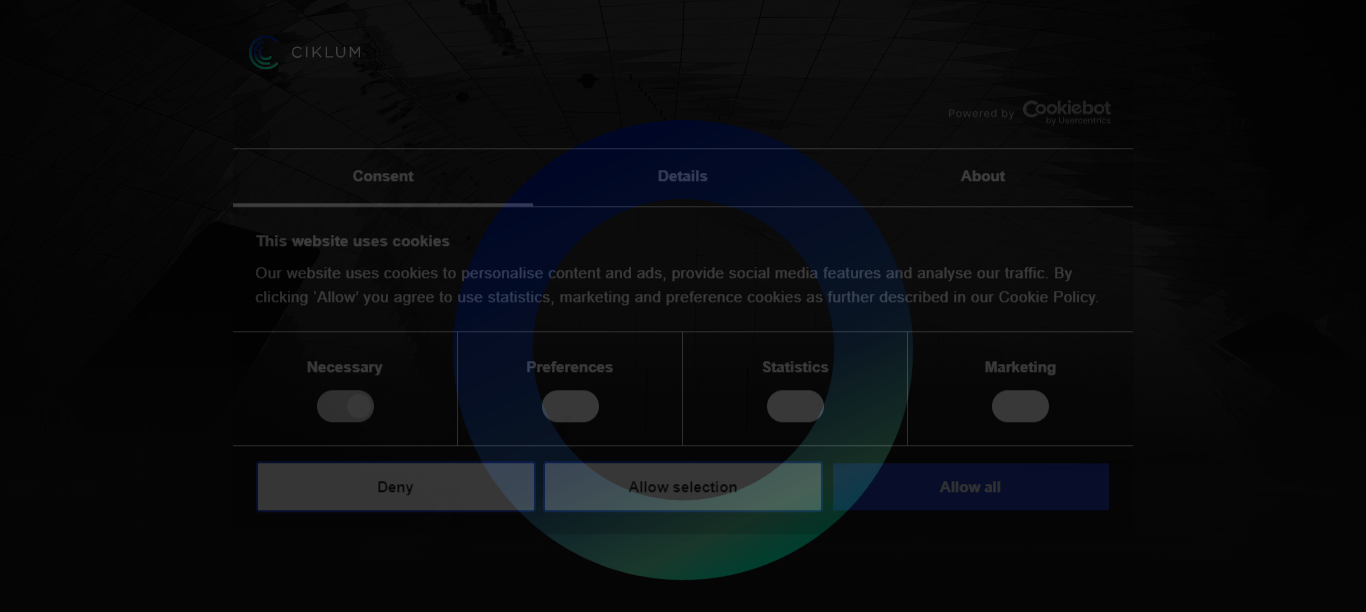 CIKLUM
Powered by Cookiebot
by Usercentrics
Consent
Details
About
This website uses cookies
Our website uses cookies to personalise content and ads, provide social media features and analyse our traffic. By
clicking 'Allow' you agree to use statistics, marketing and preference cookies as further described in our Cookie Policy.
Necessary
Preferences
Statistics
Marketing
Deny
Allow selection
Allow all